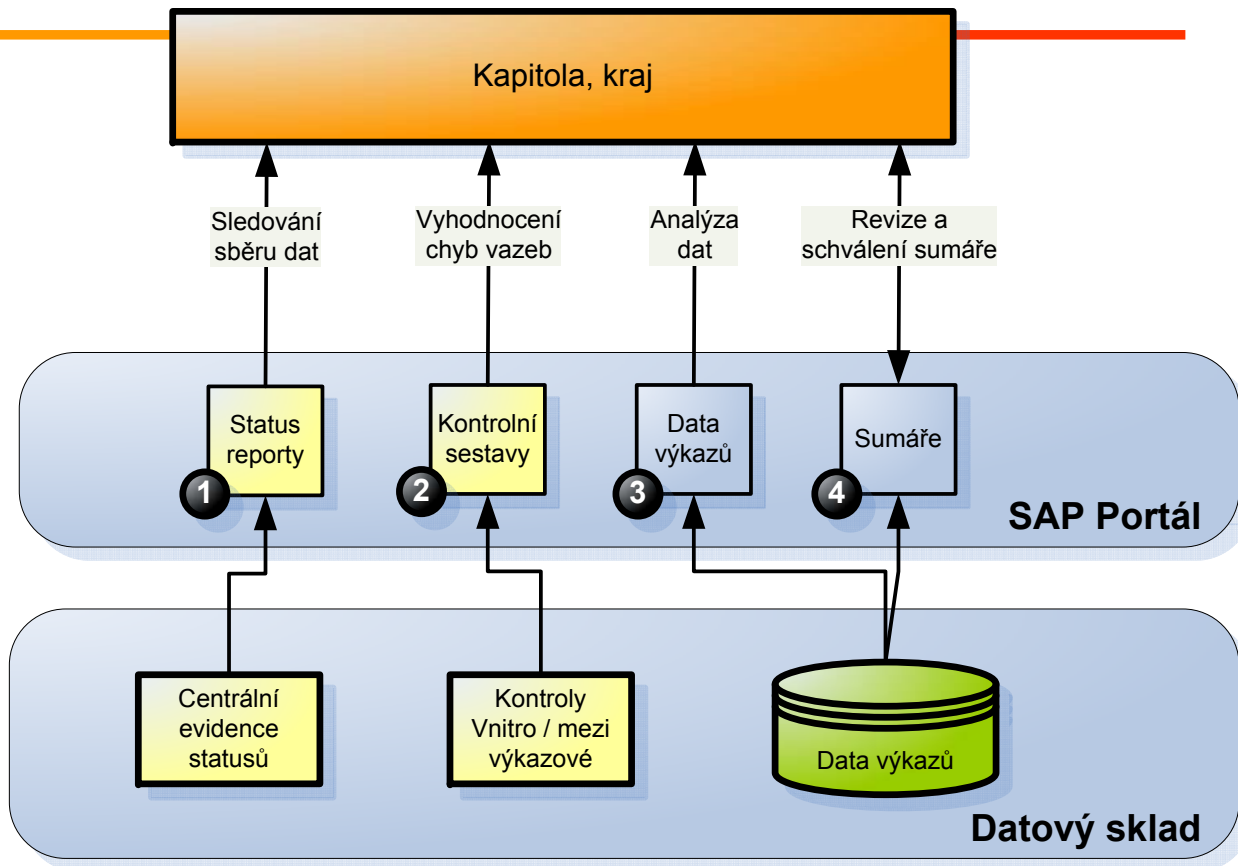 Kapitola, kraj
Sledování
sběru dat
Vyhodnocení
chyb vazeb
Analýza
dat
Revize a
schválení sumáře
Status
reporty
1
Kontrolní
sestavy
2
Data
výkazů
3
Sumáře
4
SAP Portál
Centrální
evidence
statusů
Kontroly
Vnitro / mezi
výkazové
Data výkazů
Datový sklad